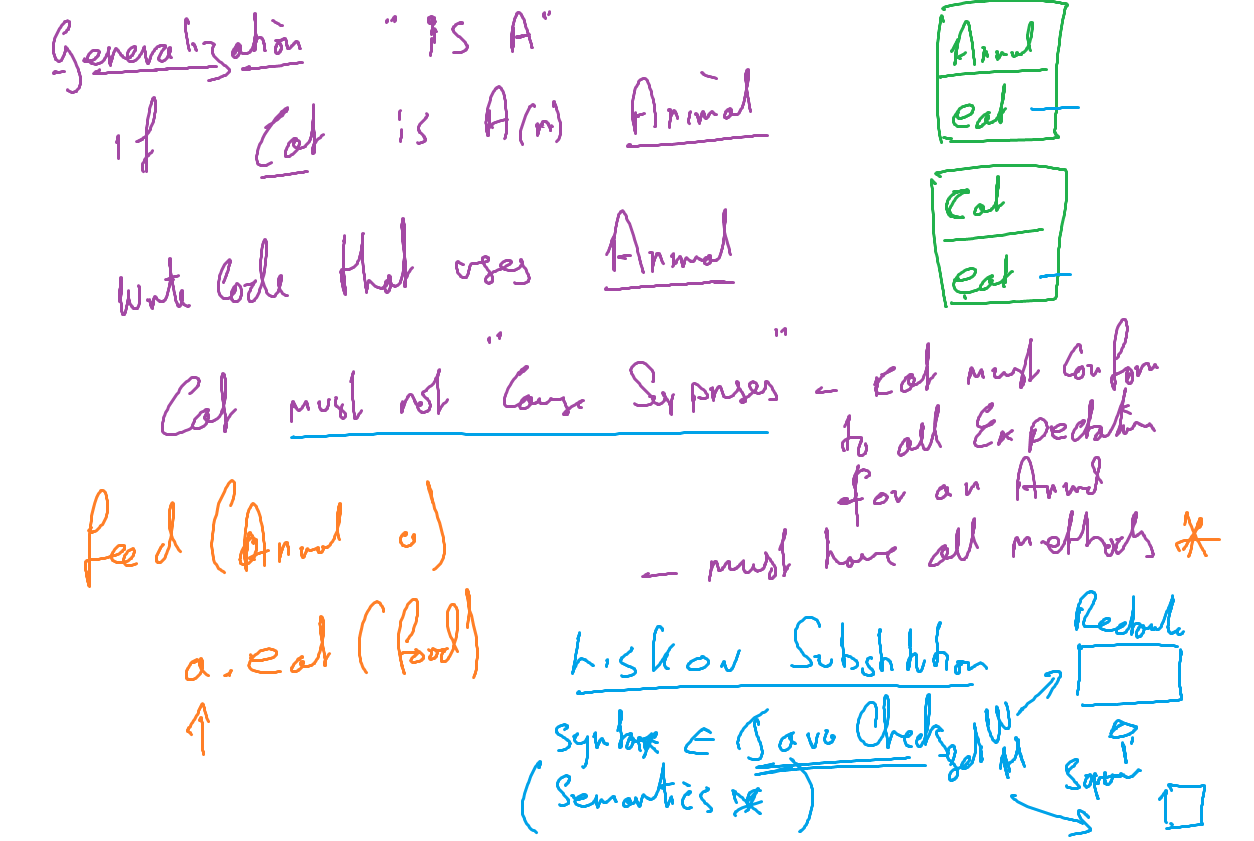 Generalization "IS A"
if Cat is A(n) Animal
Animal
eat
Write Code that uses Animal
Cat
eat
Cat must not "Cause Surprises" - Cat must Conform
to all Expectation
for an Animal
- must have all methods *
feed (Animal a)
a.eat (food)
Liskov Substitution
Syntax ∈ Java Check
(Semantics *)
Rectangle
set W
H
Square